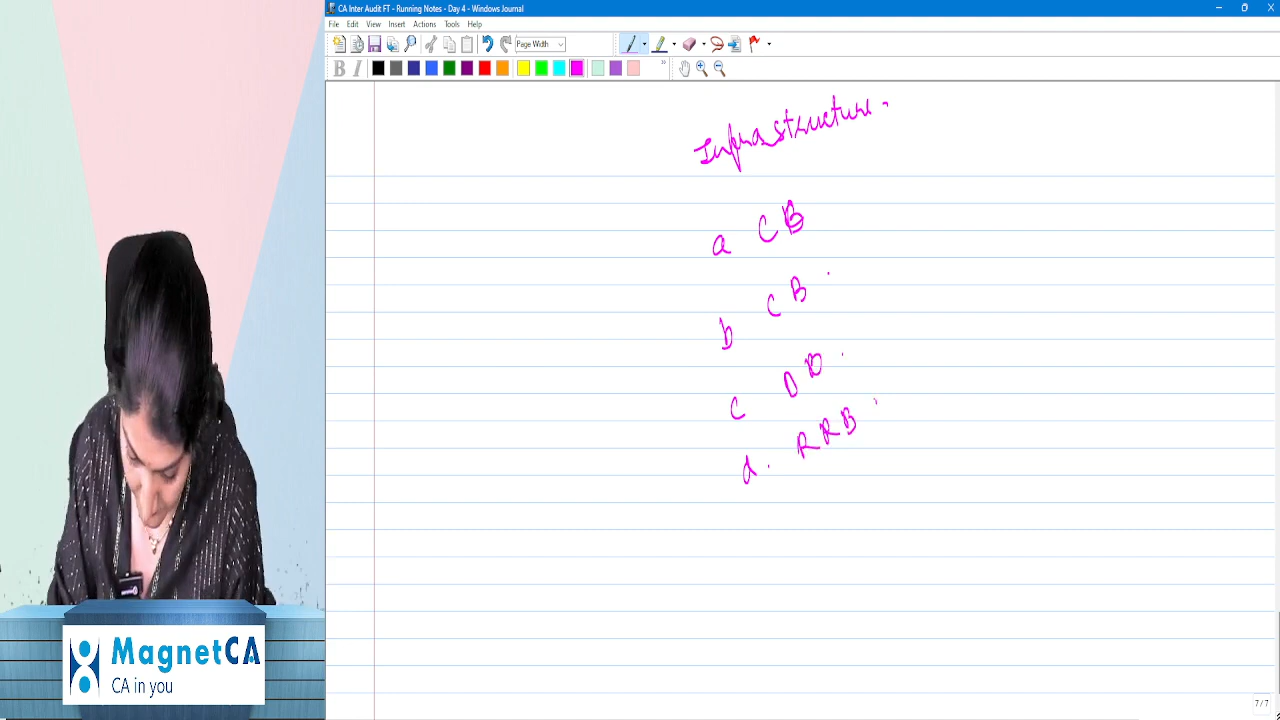 CA Inter Audit FT - Running Notes - Day 4 - Windows Journal
File Edit View Insert Actions Tools Help
Page Width
B I
Infrastructure.
a CB
b CB
c DB
d. RRB
7/7
MagnetCA
CA in you